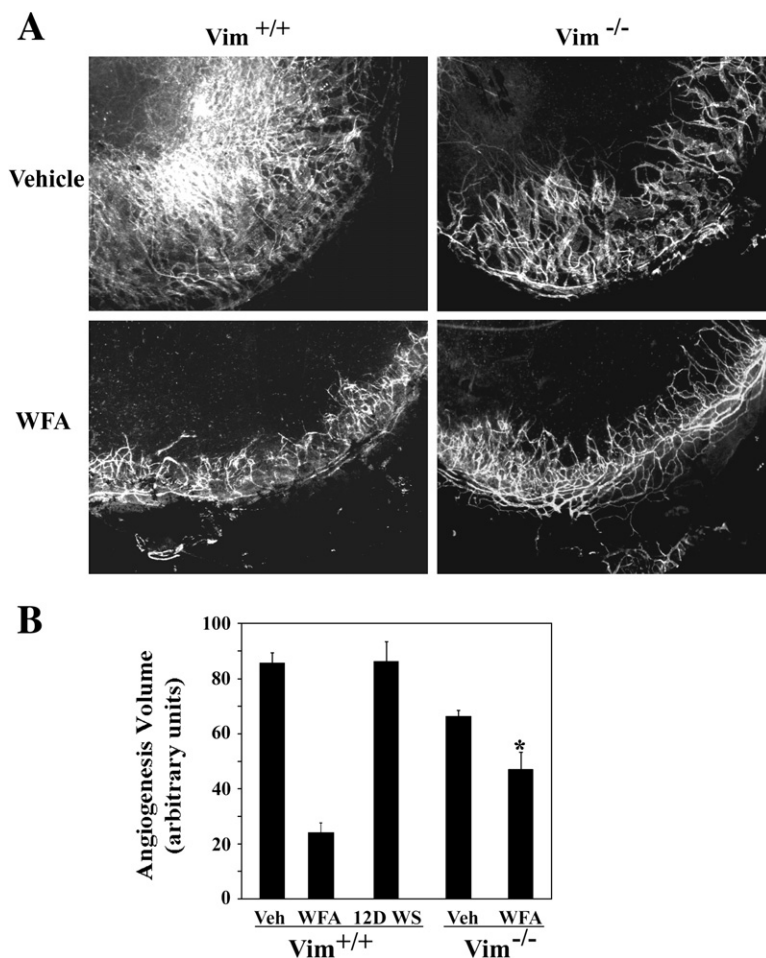 A
Vim +/+
Vim -/-
Vehicle
WFA
B
Angiogenesis Volume
(arbitrary units)
100
80
60
40
20
0
*
Veh WFA 12D WS Veh WFA
Vim+/+ Vim-/-